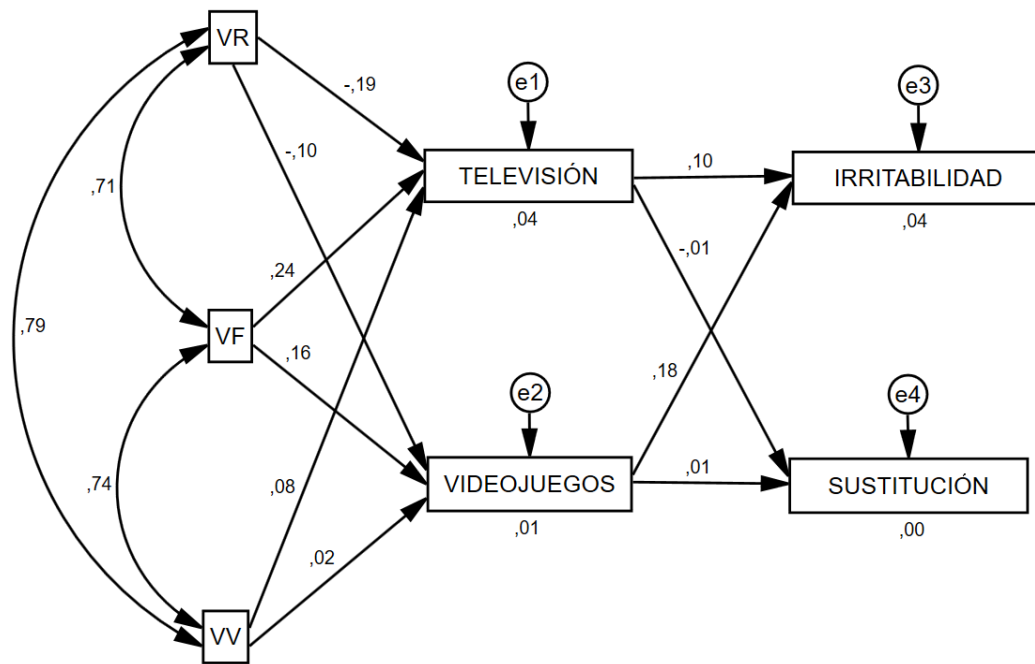 VR
-,19
e1
e3
-,10
TELEVISIÓN
,10
IRRITABILIDAD
,71
,04
,04
,24
-,01
,79
VF
,16
,18
e2
e4
,74
,08
VIDEOJUEGOS
,01
SUSTITUCIÓN
,01
,00
,02
VV